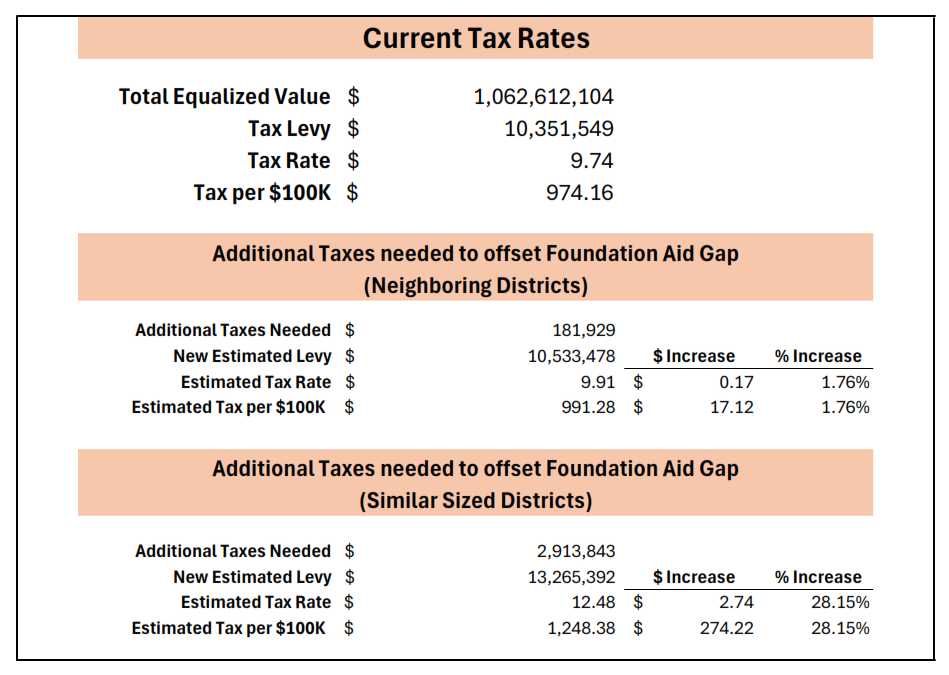 Current Tax Rates
Total Equalized Value $ 1,062,612,104
Tax Levy $ 10,351,549
Tax Rate $ 9.74
Tax per $100K $ 974.16
Additional Taxes needed to offset Foundation Aid Gap
(Neighboring Districts)
Additional Taxes Needed $ 181,929
New Estimated Levy $ 10,533,478 $ Increase % Increase
Estimated Tax Rate $ 9.91 $ 0.17 1.76%
Estimated Tax per $100K $ 991.28 $ 17.12 1.76%
Additional Taxes needed to offset Foundation Aid Gap
(Similar Sized Districts)
Additional Taxes Needed $ 2,913,843
New Estimated Levy $ 13,265,392 $ Increase % Increase
Estimated Tax Rate $ 12.48 $ 2.74 28.15%
Estimated Tax per $100K $ 1,248.38 $ 274.22 28.15%